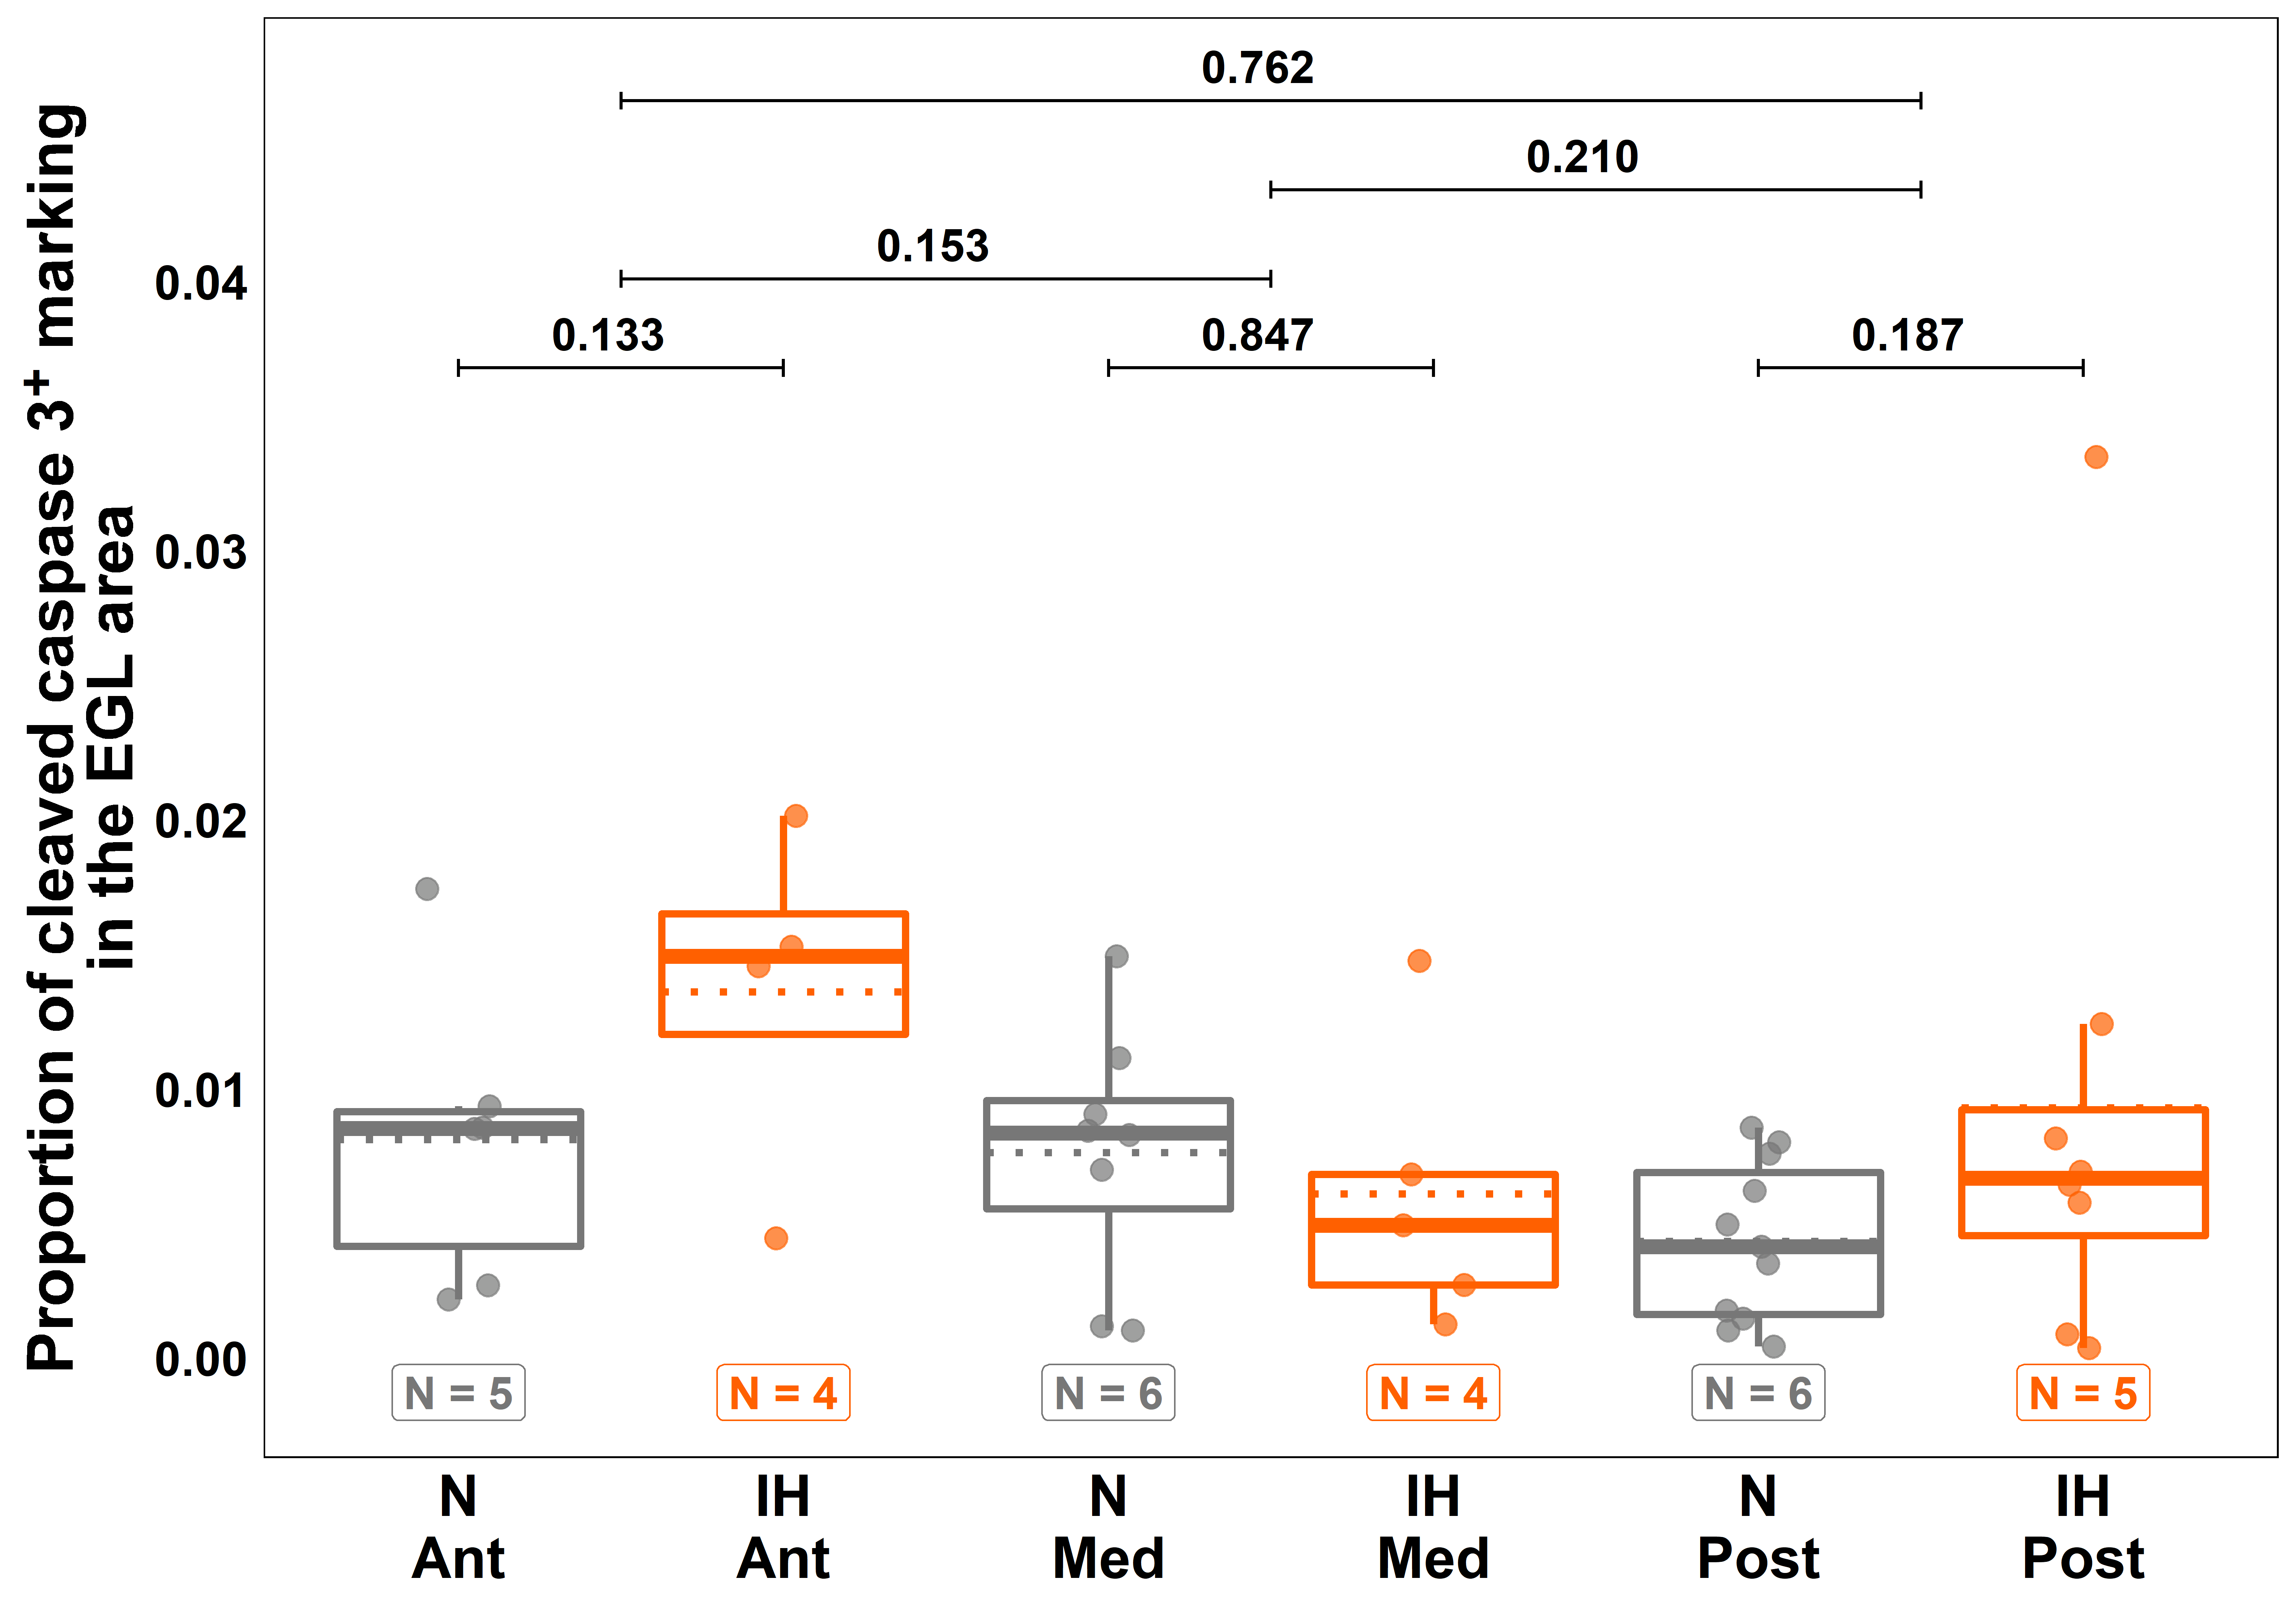 Proportion of cleaved caspase 3⁺ marking
in the EGL area
0.762
0.210
0.153
0.133
0.847
0.187
0.04
0.03
0.02
0.01
0.00
N = 5
N = 4
N = 6
N = 4
N = 6
N = 5
N
Ant
IH
Ant
N
Med
IH
Med
N
Post
IH
Post